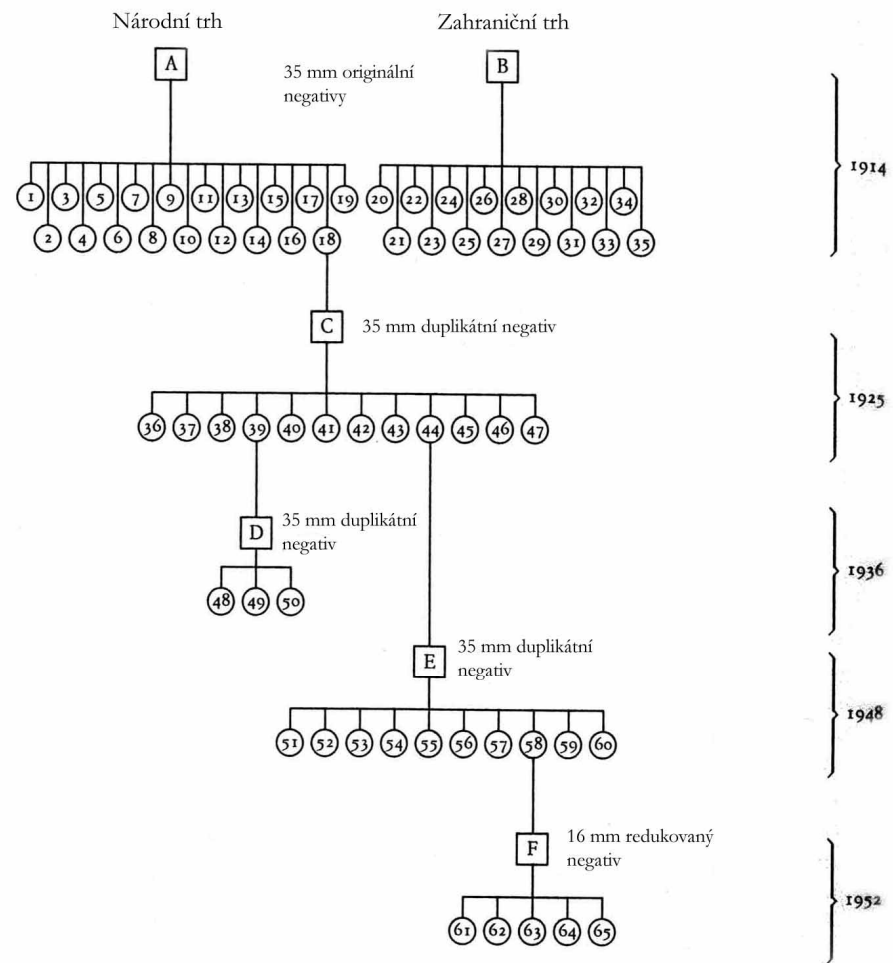 Národní trh Zahraniční trh
A B
35 mm originální
negativy
1914
1 3 5 7 9 11 13 15 17 19 20 22 24 26 28 30 32 34
2 4 6 8 10 12 14 16 18 21 23 25 27 29 31 33 35
C 35 mm duplikátní negativ
1925
36 37 38 39 40 41 42 43 44 45 46 47
D 35 mm duplikátní
negativ
1936
48 49 50
E 35 mm duplikátní
negativ
1948
51 52 53 54 55 56 57 58 59 60
F 16 mm redukovaný
negativ
1952
61 62 63 64 65